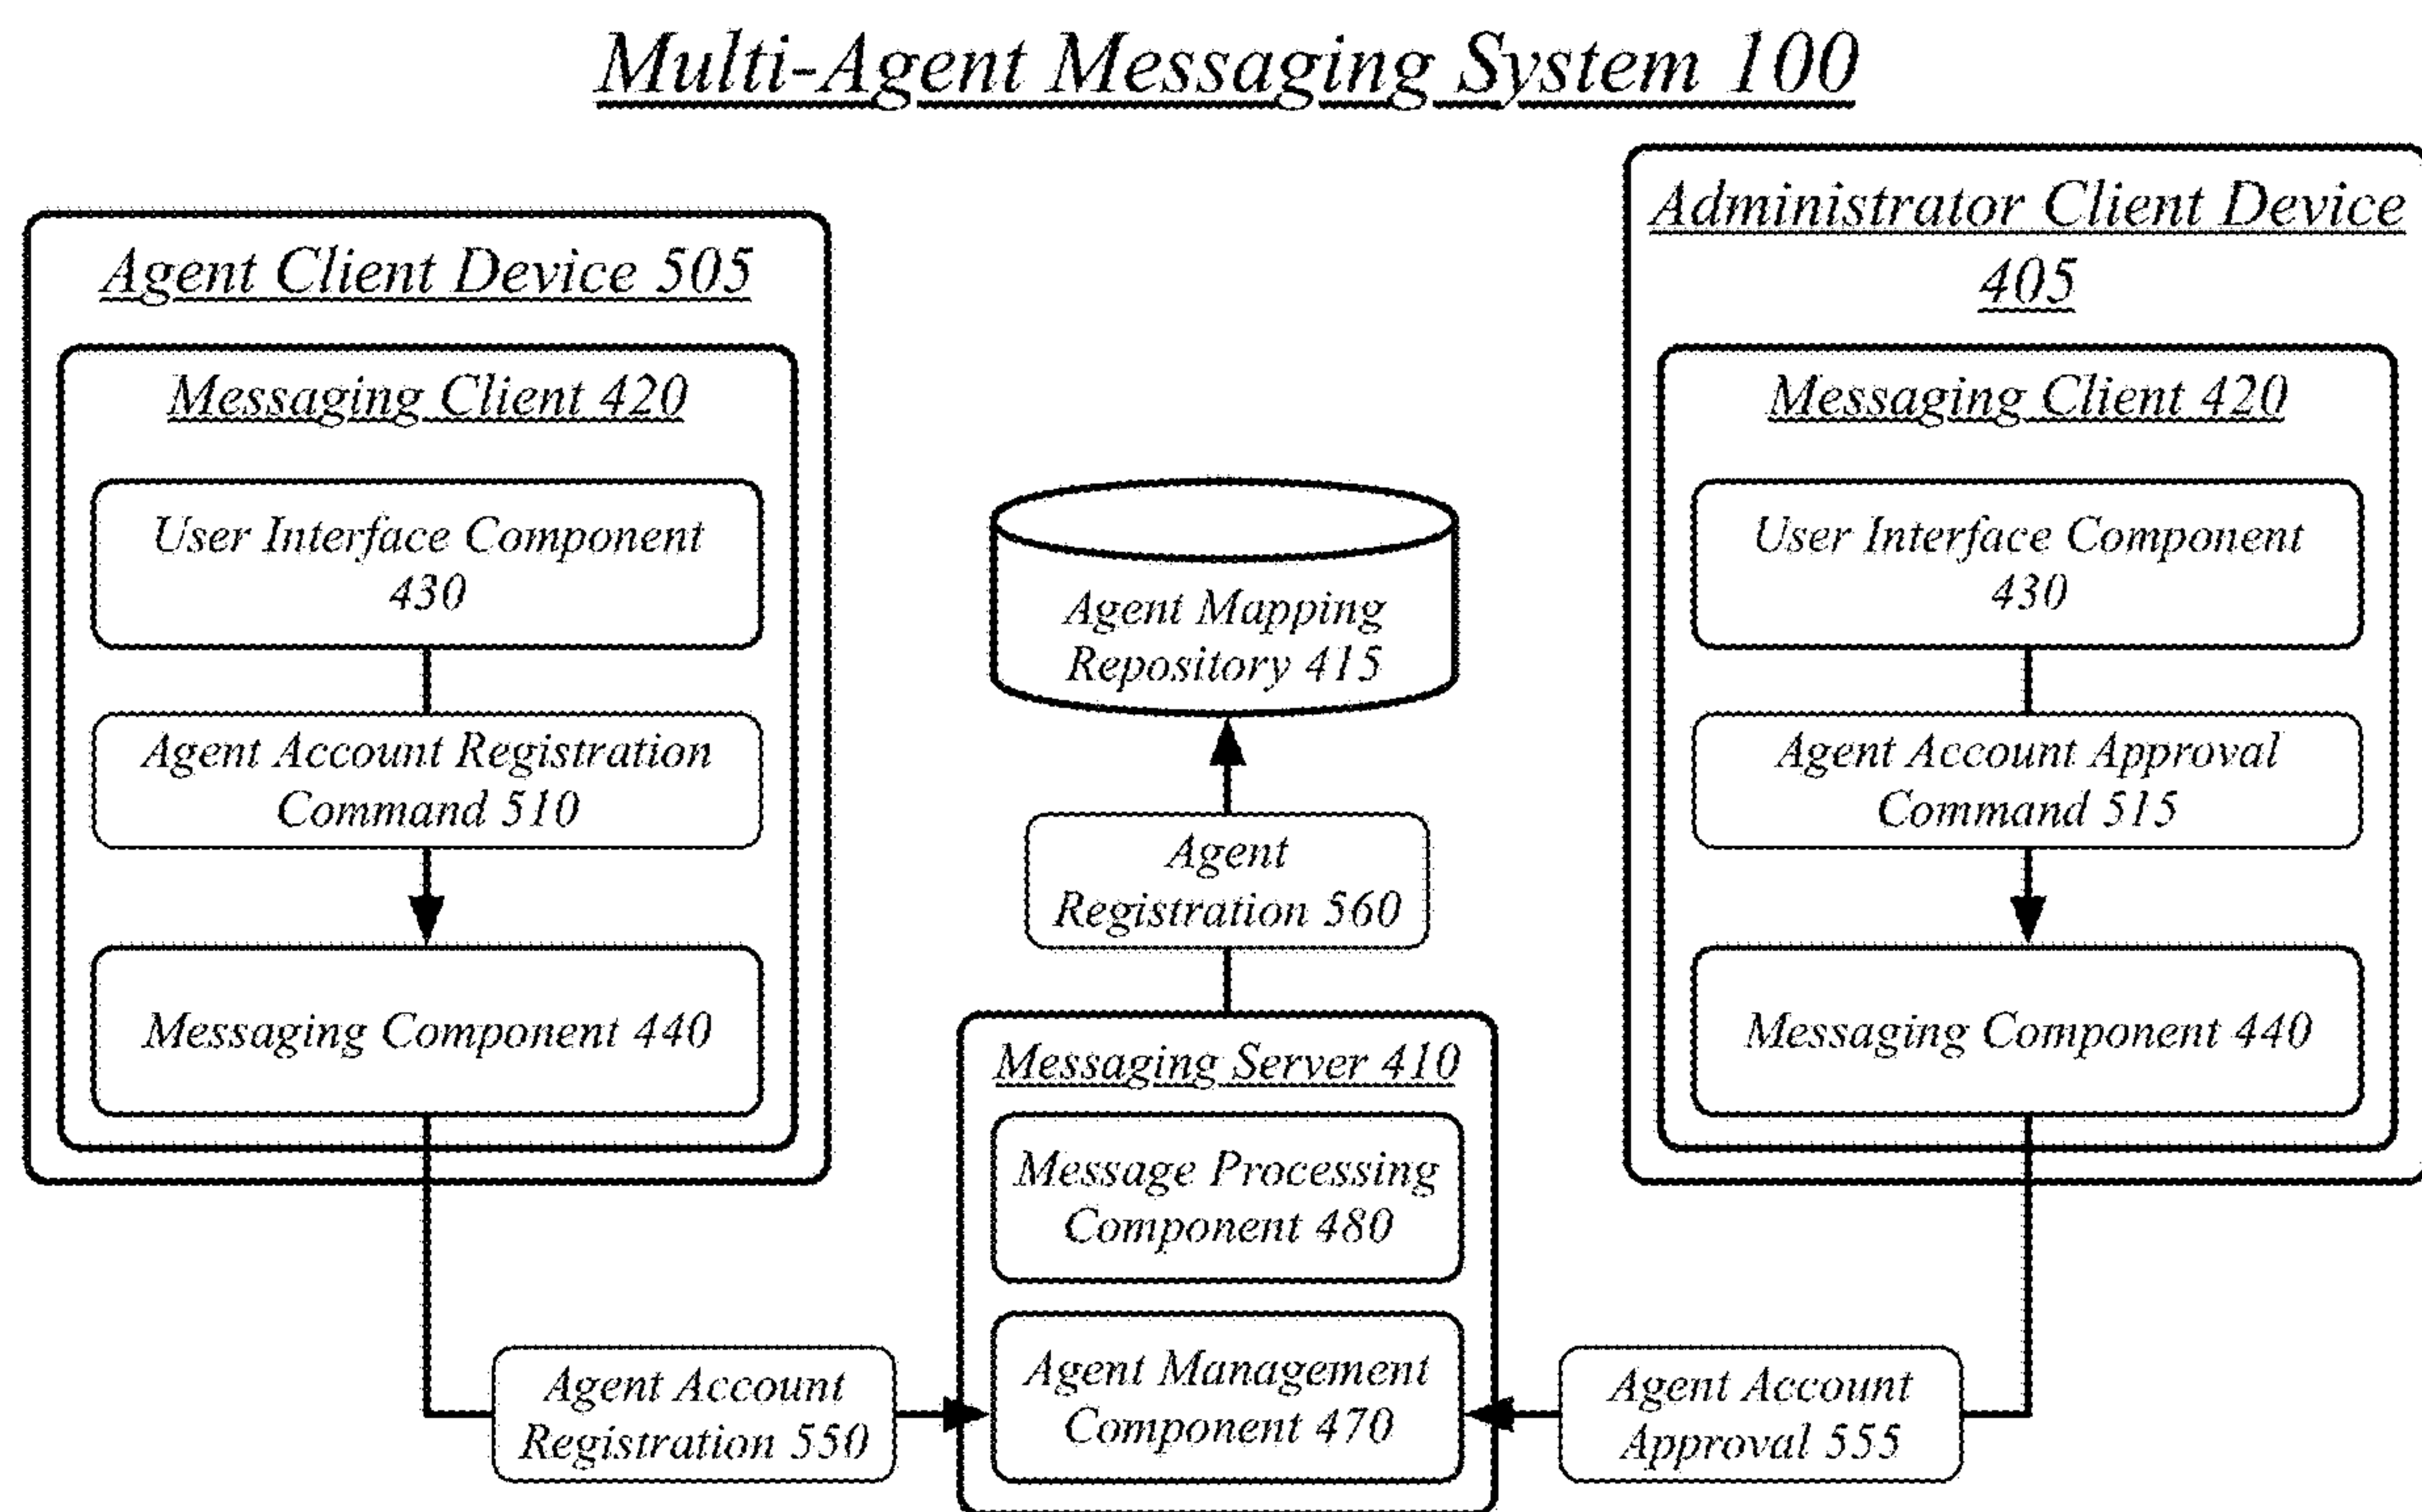 Multi-Agent Messaging System 100
Agent Client Device 505
Messaging Client 420
User Interface Component
430
Agent Account Registration
Command 510
Messaging Component 440
Agent Account
Registration 550
Agent Mapping
Repository 415
Agent
Registration 560
Messaging Server 410
Message Processing
Component 480
Agent Management
Component 470
Administrator Client Device
405
Messaging Client 420
User Interface Component
430
Agent Account Approval
Command 515
Messaging Component 440
Agent Account
Approval 555